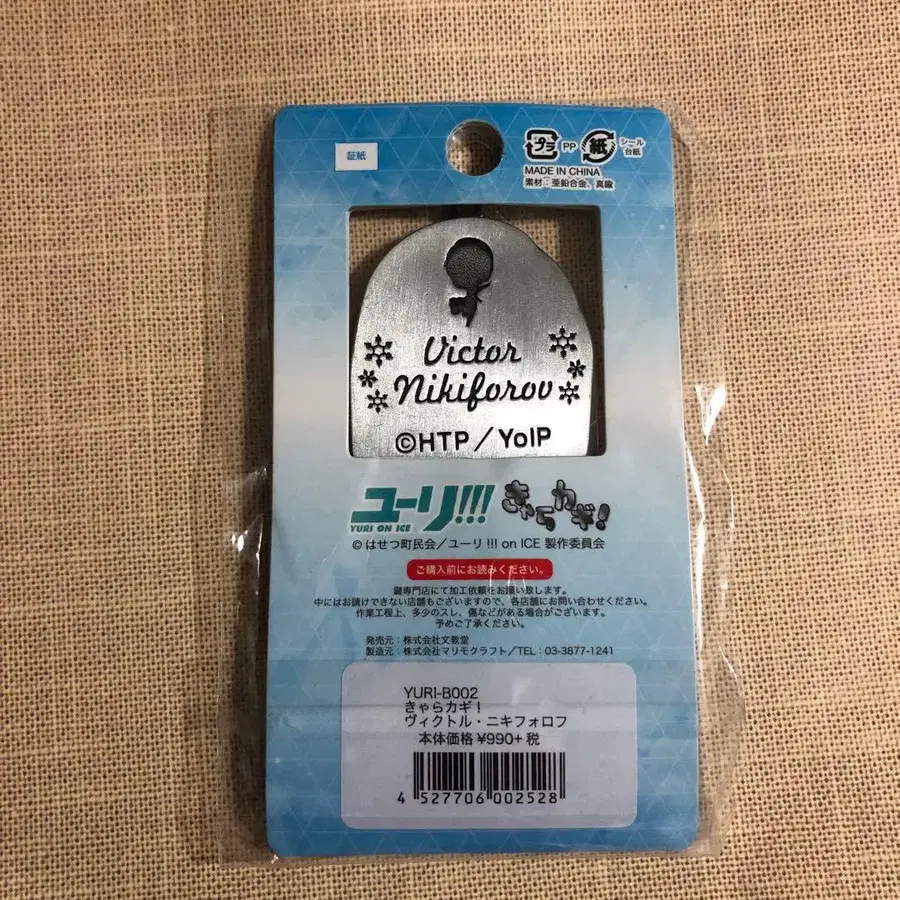 証紙
プラ PP 紙 シール台紙
MADE IN CHINA
素材：亜鉛合金、真鍮
Victor
Nikiforov
©HTP／YoIP
ユーリ!!! きゃらカギ!
YURI ON ICE
© はせつ町民会／ユーリ!!! on ICE 製作委員会
ご購入前にお読みください。
鍵専門店にて加工依頼をお願い致します。
中にはお請けできない店舗もございますので、各店舗にお問い合わせください。
作業工程上、多少のスレ、傷などがある場合がございます。
予めご了承ください。
発売元：株式会社文教堂
製造元：株式会社マリモクラフト／TEL：03-3877-1241
YURI-B002
きゃらカギ！
ヴィクトル・ニキフォロフ
本体価格 ¥990+ 税
4 527706 002528